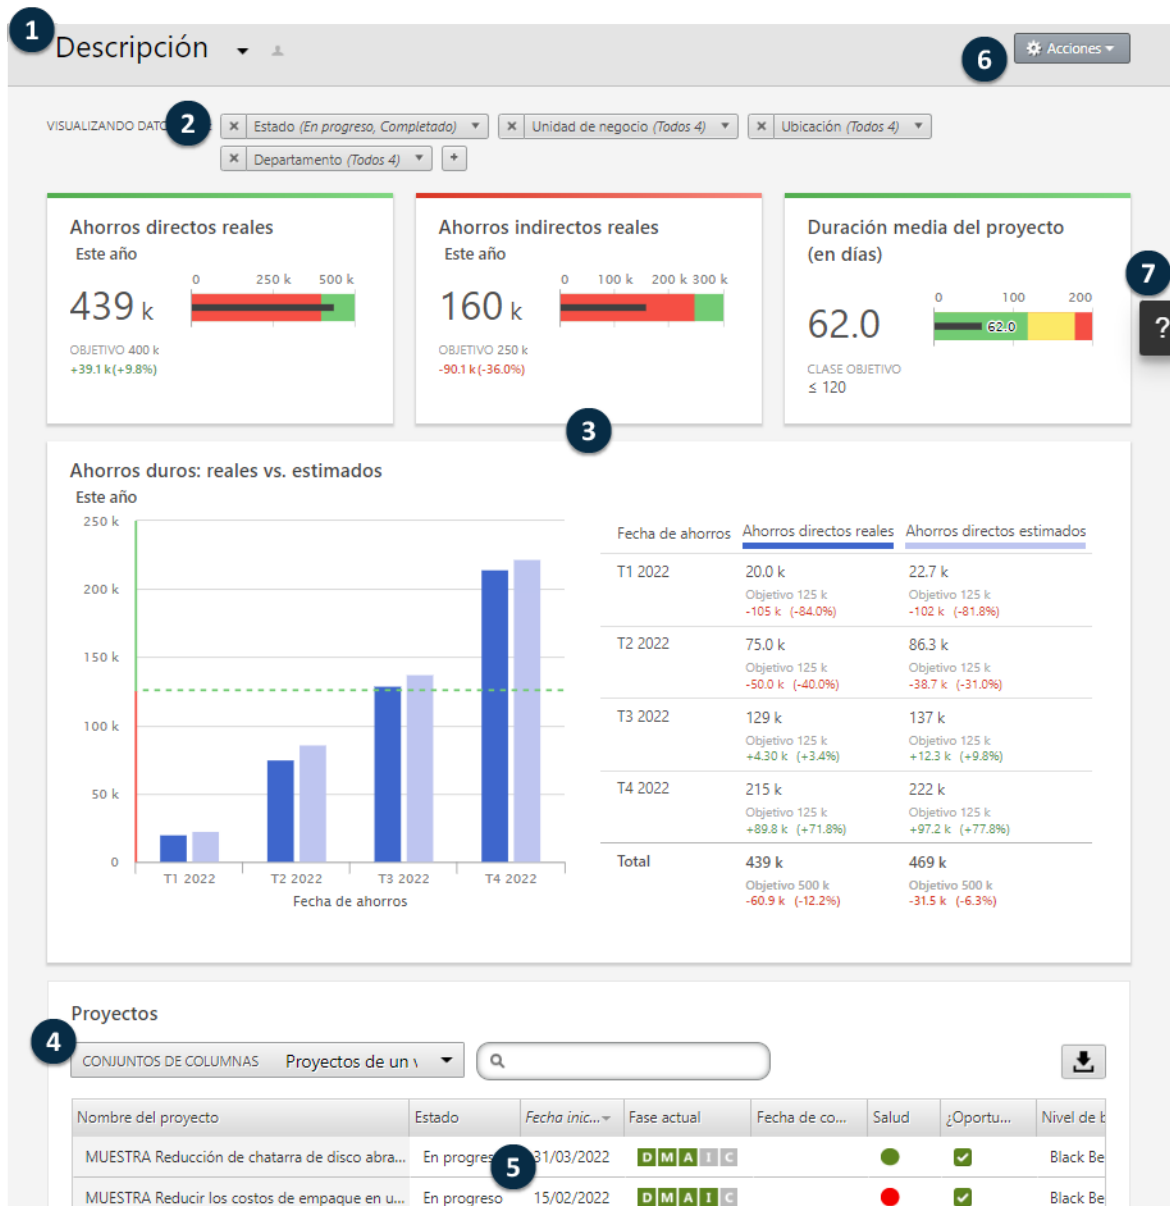 1
Descripción
6
Acciones
VISUALIZANDO DATO
2
Estado (En progreso, Completado)
Unidad de negocio (Todos 4)
Ubicación (Todos 4)
Departamento (Todos 4)
+
Ahorros directos reales
Este año
0 250 k 500 k
439 k
OBJETIVO 400 k
+39.1 k (+9.8%)
Ahorros indirectos reales
Este año
0 100 k 200 k 300 k
160 k
OBJETIVO 250 k
-90.1 k (-36.0%)
Duración media del proyecto
(en días)
0 100 200
62.0
62.0
CLASE OBJETIVO
≤ 120
7
?
3
Ahorros duros: reales vs. estimados
Este año
250 k
200 k
150 k
100 k
50 k
0
T1 2022 T2 2022 T3 2022 T4 2022
Fecha de ahorros
Fecha de ahorros Ahorros directos reales Ahorros directos estimados
T1 2022 20.0 k 22.7 k
Objetivo 125 k Objetivo 125 k
-105 k (-84.0%) -102 k (-81.8%)
T2 2022 75.0 k 86.3 k
Objetivo 125 k Objetivo 125 k
-50.0 k (-40.0%) -38.7 k (-31.0%)
T3 2022 129 k 137 k
Objetivo 125 k Objetivo 125 k
+4.30 k (+3.4%) +12.3 k (+9.8%)
T4 2022 215 k 222 k
Objetivo 125 k Objetivo 125 k
+89.8 k (+71.8%) +97.2 k (+77.8%)
Total 439 k 469 k
Objetivo 500 k Objetivo 500 k
-60.9 k (-12.2%) -31.5 k (-6.3%)
Proyectos
4
CONJUNTOS DE COLUMNAS Proyectos de un
Nombre del proyecto Estado Fecha inic... Fase actual Fecha de co... Salud ¿Oportu... Nivel de
MUESTRA Reducción de chatarra de disco abra... En progres 31/03/2022 D M A I C Black Be
5
MUESTRA Reducir los costos de empaque en u... En progreso 15/02/2022 D M A I C Black Be